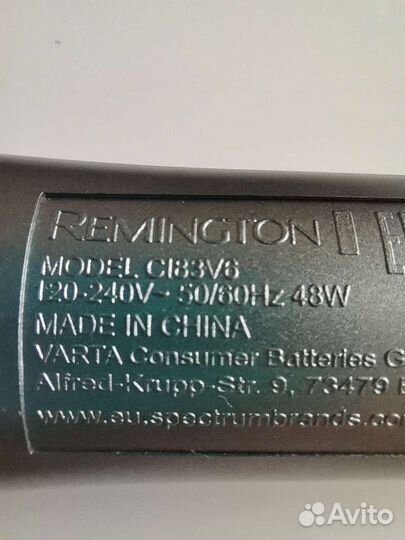 REMINGTON
MODEL CI83V6
120-240V~ 50/60Hz 48W
MADE IN CHINA
VARTA Consumer Batteries G
Alfred-Krupp-Str. 9, 73479 E
www.eu.spectrumbrands.co
Avito